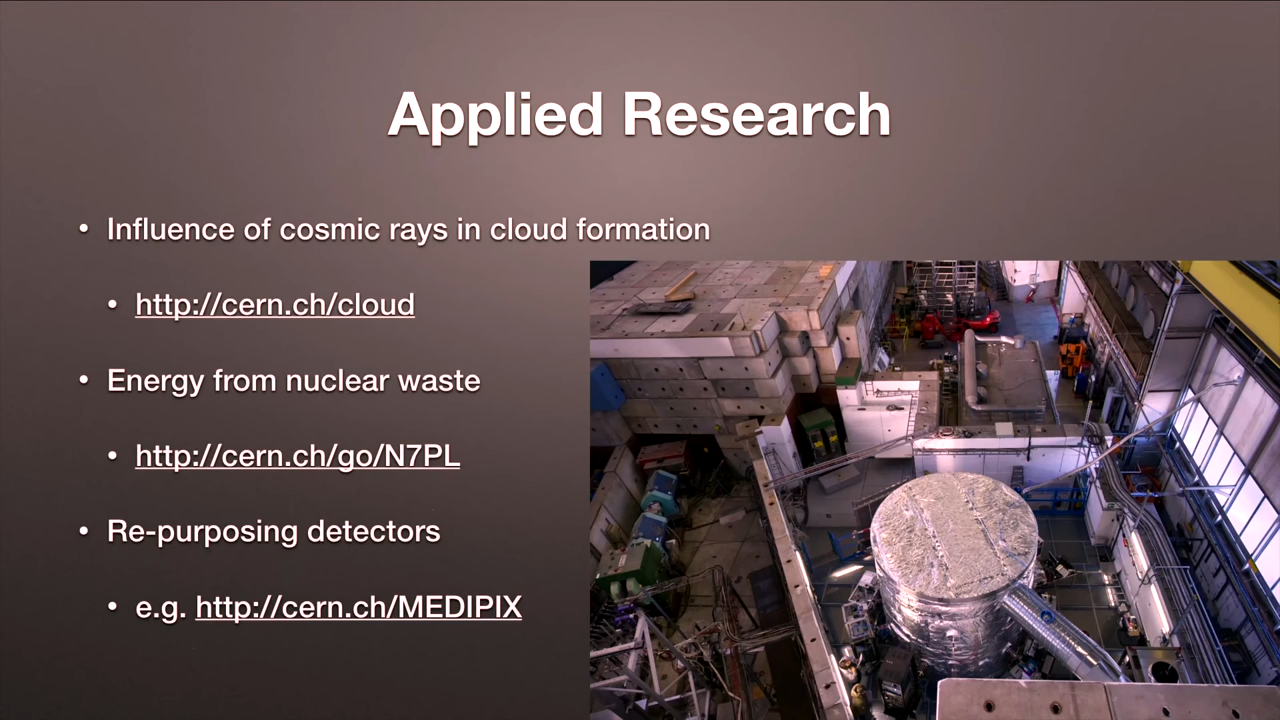 Applied Research
• Influence of cosmic rays in cloud formation
• http://cern.ch/cloud
• Energy from nuclear waste
• http://cern.ch/go/N7PL
• Re-purposing detectors
• e.g. http://cern.ch/MEDIPIX